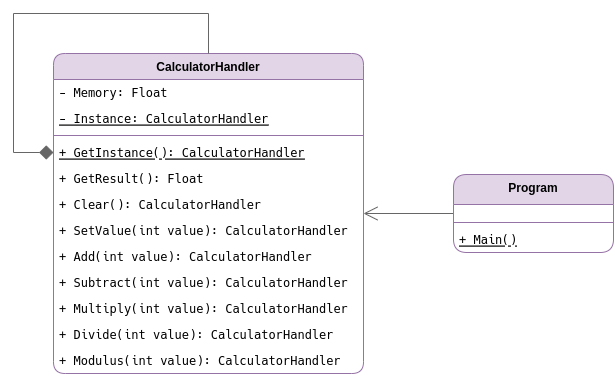 CalculatorHandler
- Memory: Float
- Instance: CalculatorHandler
+ GetInstance(): CalculatorHandler
+ GetResult(): Float
+ Clear(): CalculatorHandler
+ SetValue(int value): CalculatorHandler
+ Add(int value): CalculatorHandler
+ Subtract(int value): CalculatorHandler
+ Multiply(int value): CalculatorHandler
+ Divide(int value): CalculatorHandler
+ Modulus(int value): CalculatorHandler
Program
+ Main()